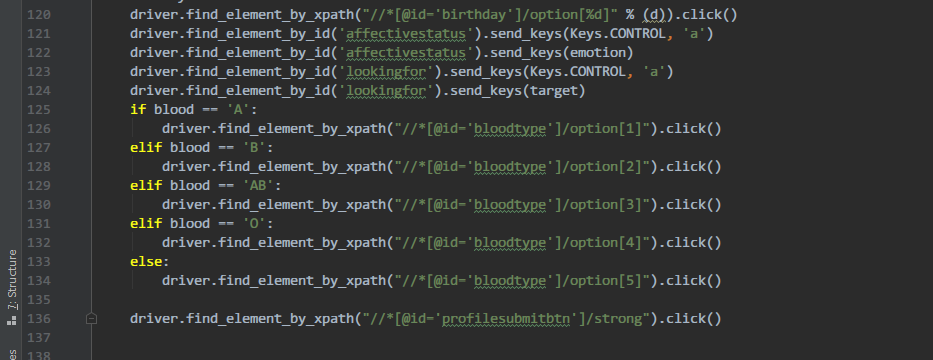 120 driver.find_element_by_xpath("//*[@id='birthday']/option[%d]" % (d)).click()
121 driver.find_element_by_id('affectivestatus').send_keys(Keys.CONTROL, 'a')
122 driver.find_element_by_id('affectivestatus').send_keys(emotion)
123 driver.find_element_by_id('lookingfor').send_keys(Keys.CONTROL, 'a')
124 driver.find_element_by_id('lookingfor').send_keys(target)
125 if blood == 'A':
126 driver.find_element_by_xpath("//*[@id='bloodtype']/option[1]").click()
127 elif blood == 'B':
128 driver.find_element_by_xpath("//*[@id='bloodtype']/option[2]").click()
129 elif blood == 'AB':
130 driver.find_element_by_xpath("//*[@id='bloodtype']/option[3]").click()
131 elif blood == 'O':
132 driver.find_element_by_xpath("//*[@id='bloodtype']/option[4]").click()
133 else:
134 driver.find_element_by_xpath("//*[@id='bloodtype']/option[5]").click()
135
136 driver.find_element_by_xpath("//*[@id='profilesubmitbtn']/strong").click()
137
138
7: Structure